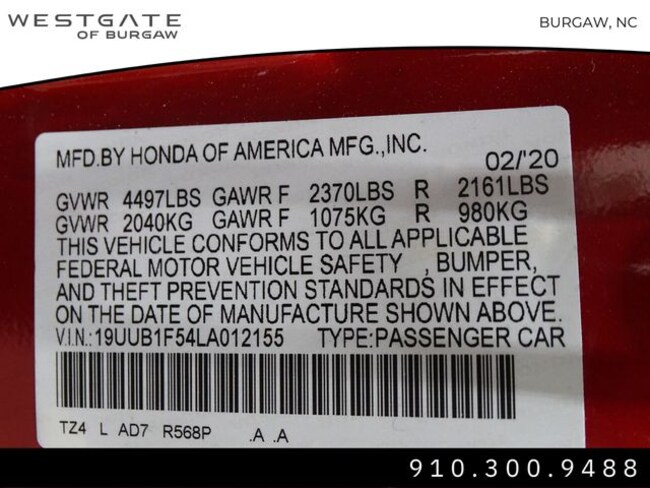 WESTGATE
OF BURGAW
BURGAW, NC
MFD.BY HONDA OF AMERICA MFG.,INC. 02/'20
GVWR 4497LBS GAWR F 2370LBS R 2161LBS
GVWR 2040KG GAWR F 1075KG R 980KG
THIS VEHICLE CONFORMS TO ALL APPLICABLE
FEDERAL MOTOR VEHICLE SAFETY , BUMPER,
AND THEFT PREVENTION STANDARDS IN EFFECT
ON THE DATE OF MANUFACTURE SHOWN ABOVE.
V.I.N.:19UUB1F54LA012155 TYPE:PASSENGER CAR
TZ4 L AD7 R568P .A .A
910.300.9488